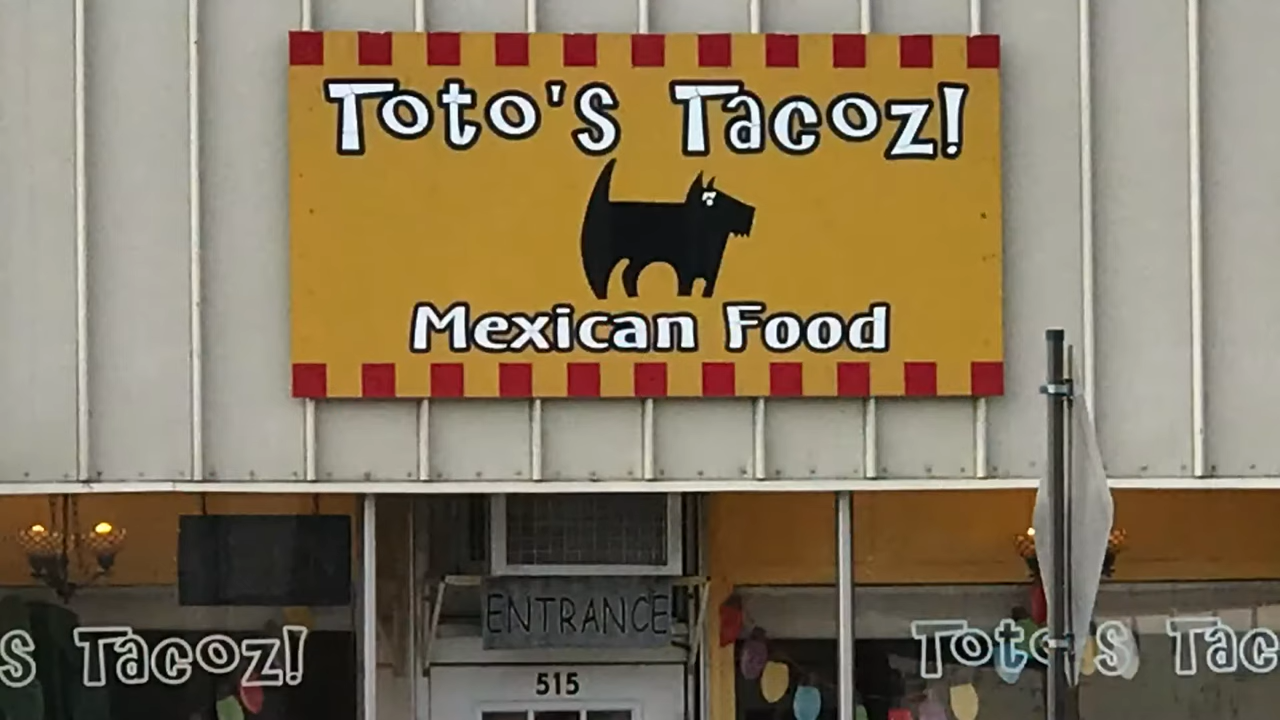 Toto's Tacoz!
Mexican Food
ENTRANCE
s Tacoz!
Toto's Tac
515